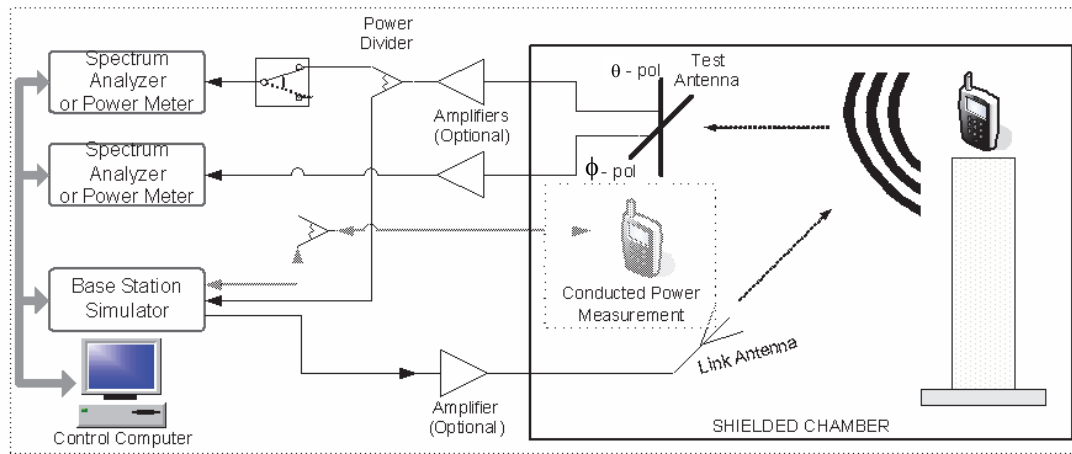 Power
Divider
Spectrum
Analyzer
or Power Meter
θ - pol
Test
Antenna
Amplifiers
(Optional)
Spectrum
Analyzer
or Power Meter
ϕ - pol
Base Station
Simulator
Conducted Power
Measurement
Link Antenna
Amplifier
(Optional)
Control Computer
SHIELDED CHAMBER